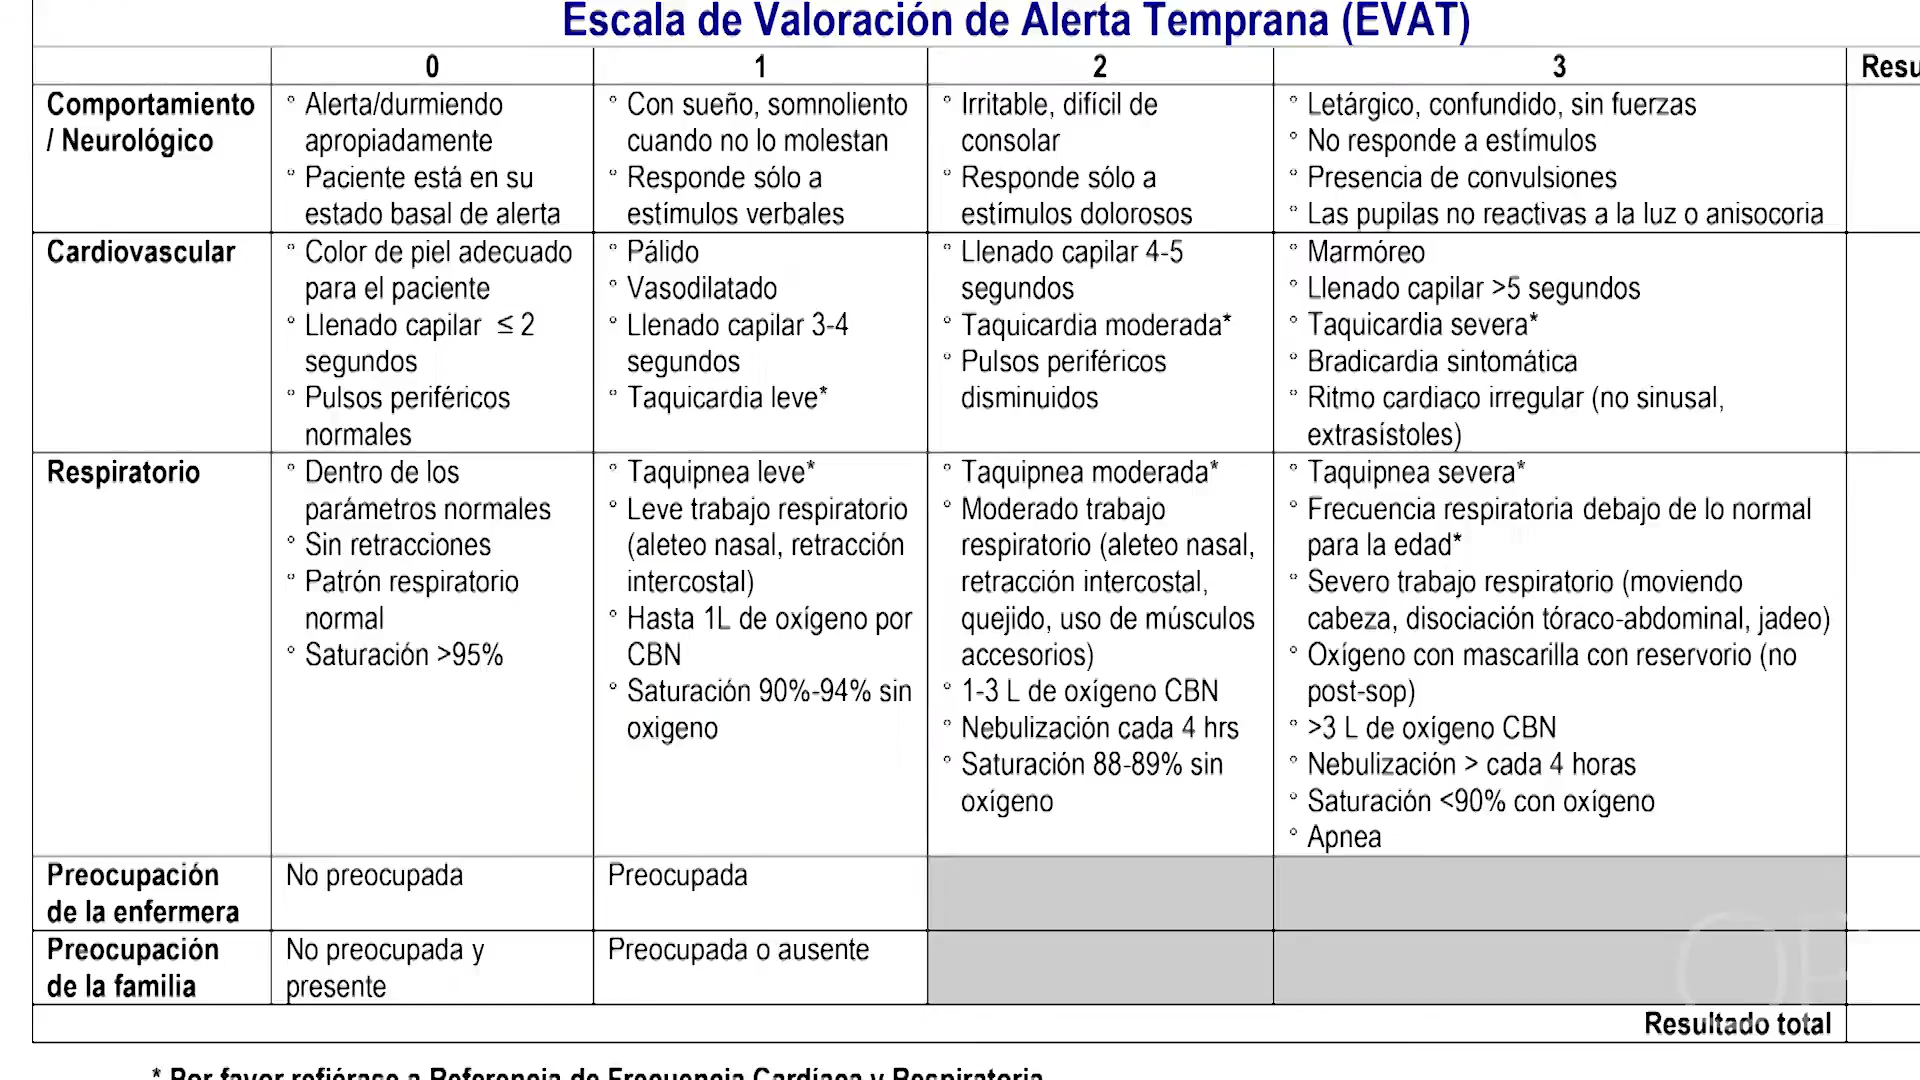 Escala de Valoración de Alerta Temprana (EVAT)
0 1 2 3 Resu
Comportamiento
/ Neurológico
° Alerta/durmiendo
apropiadamente
° Paciente está en su
estado basal de alerta
° Con sueño, somnoliento
cuando no lo molestan
° Responde sólo a
estímulos verbales
° Irritable, difícil de
consolar
° Responde sólo a
estímulos dolorosos
° Letárgico, confundido, sin fuerzas
° No responde a estímulos
° Presencia de convulsiones
° Las pupilas no reactivas a la luz o anisocoria
Cardiovascular
° Color de piel adecuado
para el paciente
° Llenado capilar ≤ 2
segundos
° Pulsos periféricos
normales
° Pálido
° Vasodilatado
° Llenado capilar 3-4
segundos
° Taquicardia leve*
° Llenado capilar 4-5
segundos
° Taquicardia moderada*
° Pulsos periféricos
disminuidos
° Marmóreo
° Llenado capilar >5 segundos
° Taquicardia severa*
° Bradicardia sintomática
° Ritmo cardiaco irregular (no sinusal,
extrasístoles)
Respiratorio
° Dentro de los
parámetros normales
° Sin retracciones
° Patrón respiratorio
normal
° Saturación >95%
° Taquipnea leve*
° Leve trabajo respiratorio
(aleteo nasal, retracción
intercostal)
° Hasta 1L de oxígeno por
CBN
° Saturación 90%-94% sin
oxigeno
° Taquipnea moderada*
° Moderado trabajo
respiratorio (aleteo nasal,
retracción intercostal,
quejido, uso de músculos
accesorios)
° 1-3 L de oxígeno CBN
° Nebulización cada 4 hrs
° Saturación 88-89% sin
oxígeno
° Taquipnea severa*
° Frecuencia respiratoria debajo de lo normal
para la edad*
° Severo trabajo respiratorio (moviendo
cabeza, disociación tóraco-abdominal, jadeo)
° Oxígeno con mascarilla con reservorio (no
post-sop)
° >3 L de oxígeno CBN
° Nebulización > cada 4 horas
° Saturación <90% con oxígeno
° Apnea
Preocupación
de la enfermera
No preocupada
Preocupada
Preocupación
de la familia
No preocupada y
presente
Preocupada o ausente
Resultado total
* Por favor refiérase a Referencia de Frecuencia Cardíaca y Respiratoria